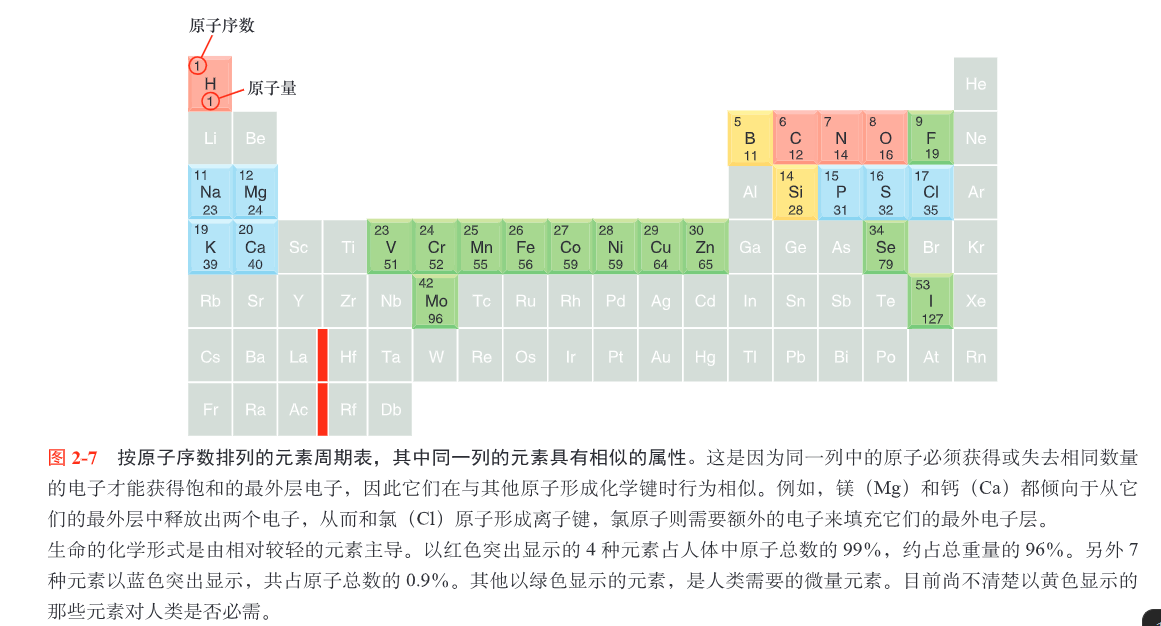 原子序数
1
H
1
原子量
He
Li Be
5 6 7 8 9
B C N O F Ne
11 12 14 16 19
11 12
Na Mg
23 24
14 15 16 17
Al Si P S Cl Ar
28 31 32 35
19 20 23 24 25 26 27 28 29 30 34
K Ca Sc Ti V Cr Mn Fe Co Ni Cu Zn Ga Ge As Se Br Kr
39 40 51 52 55 56 59 59 64 65 79
42 53
Rb Sr Y Zr Nb Mo Tc Ru Rh Pd Ag Cd In Sn Sb Te I Xe
96 127
Cs Ba La Hf Ta W Re Os Ir Pt Au Hg Tl Pb Bi Po At Rn
Fr Ra Ac Rf Db
图 2-7 按原子序数排列的元素周期表，其中同一列的元素具有相似的属性。这是因为同一列中的原子必须获得或失去相同数量
的电子才能获得饱和的最外层电子，因此它们在与其他原子形成化学键时行为相似。例如，镁（Mg）和钙（Ca）都倾向于从它
们的最外层中释放出两个电子，从而和氯（Cl）原子形成离子键，氯原子则需要额外的电子来填充它们的最外电子层。
生命的化学形式是由相对较轻的元素主导。以红色突出显示的 4 种元素占人体中原子总数的 99%，约占总重量的 96%。另外 7
种元素以蓝色突出显示，共占原子总数的 0.9%。其他以绿色显示的元素，是人类需要的微量元素。目前尚不清楚以黄色显示的
那些元素对人类是否必需。